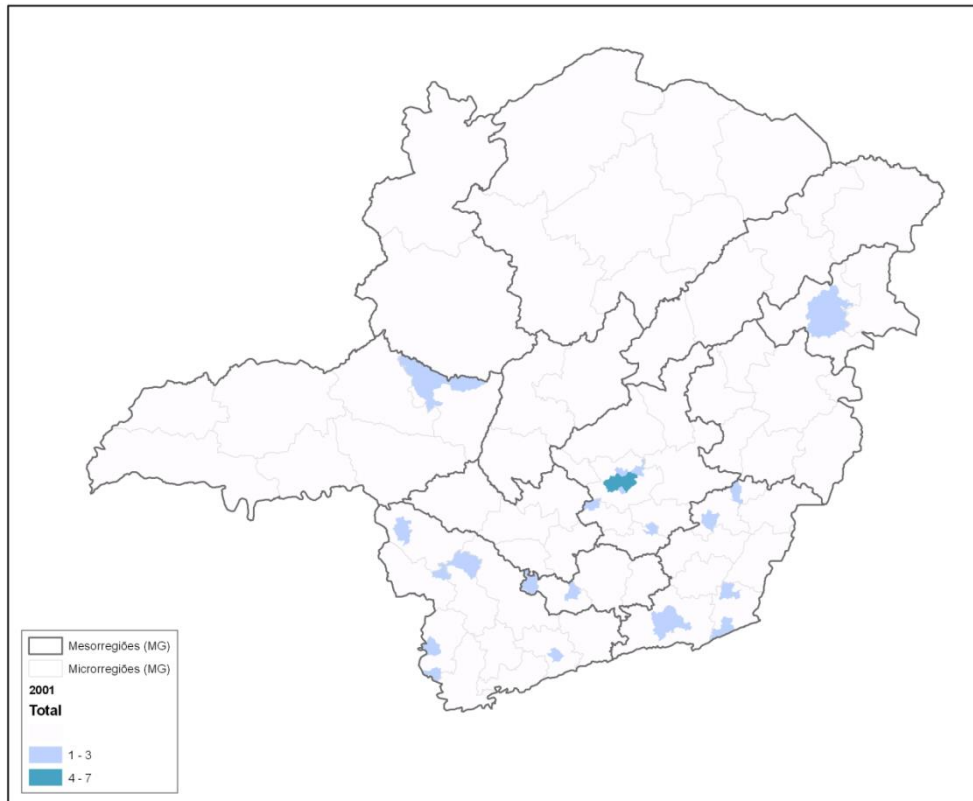 Mesorregiões (MG)
Microrregiões (MG)
2001
Total
1 - 3
4 - 7